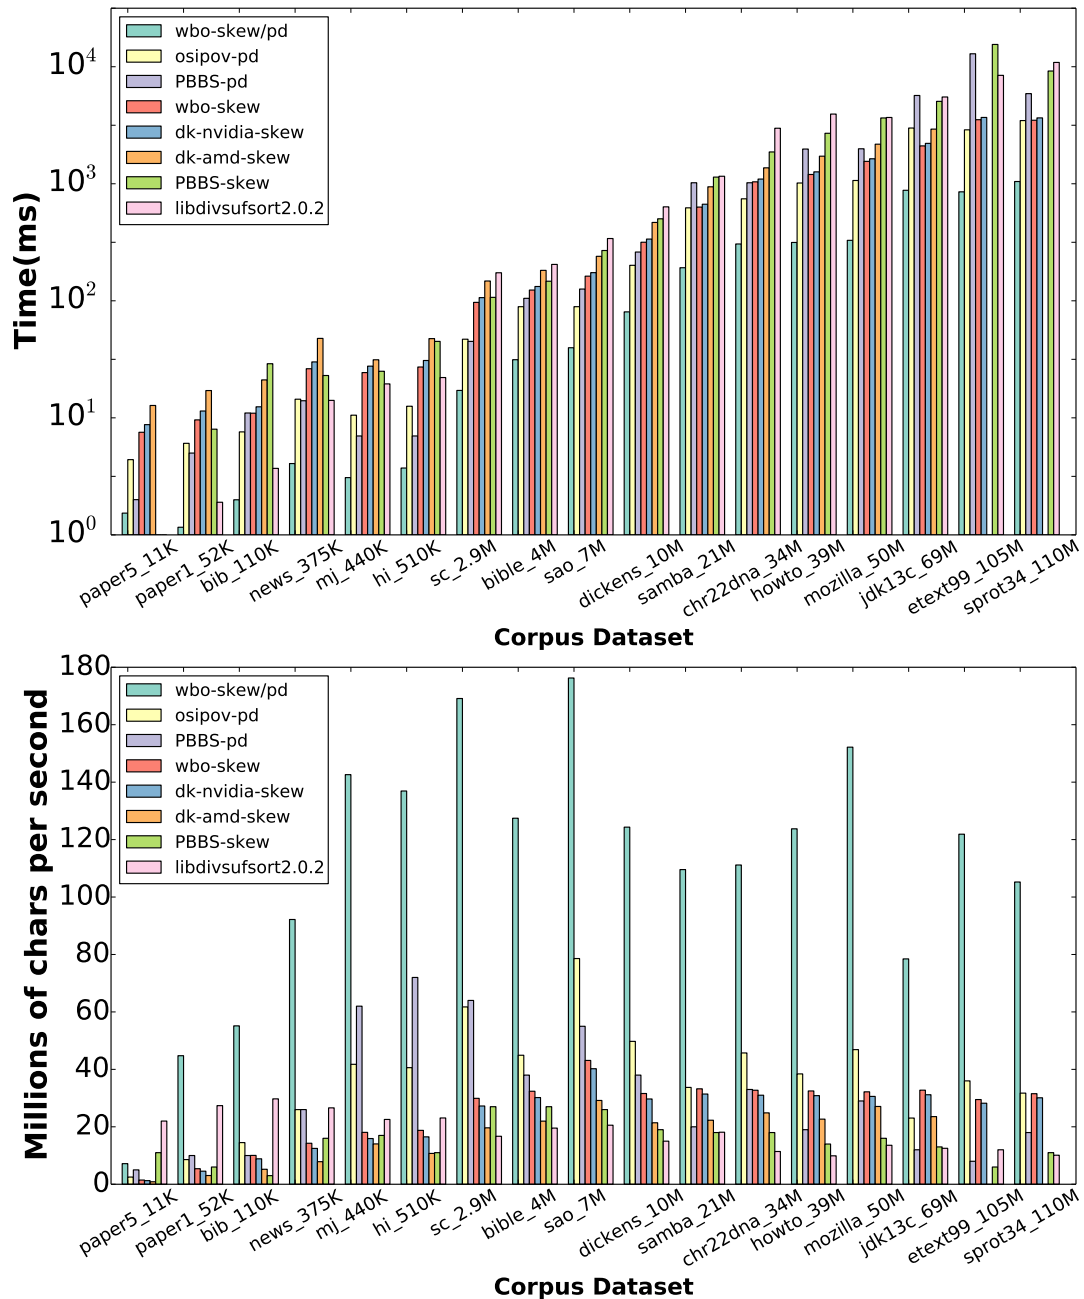 10^4
10^3
10^2
10^1
10^0
Time(ms)
wbo-skew/pd
osipov-pd
PBBS-pd
wbo-skew
dk-nvidia-skew
dk-amd-skew
PBBS-skew
libdivsufsort2.0.2
paper5_11K
paper1_52K
bib_110K
news_375K
mj_440K
hi_510K
sc_2.9M
bible_4M
sao_7M
dickens_10M
samba_21M
chr22dna_34M
howto_39M
mozilla_50M
jdk13c_69M
etext99_105M
sprot34_110M
Corpus Dataset
180
160
140
120
100
80
60
40
20
0
Millions of chars per second
wbo-skew/pd
osipov-pd
PBBS-pd
wbo-skew
dk-nvidia-skew
dk-amd-skew
PBBS-skew
libdivsufsort2.0.2
paper5_11K
paper1_52K
bib_110K
news_375K
mj_440K
hi_510K
sc_2.9M
bible_4M
sao_7M
dickens_10M
samba_21M
chr22dna_34M
howto_39M
mozilla_50M
jdk13c_69M
etext99_105M
sprot34_110M
Corpus Dataset